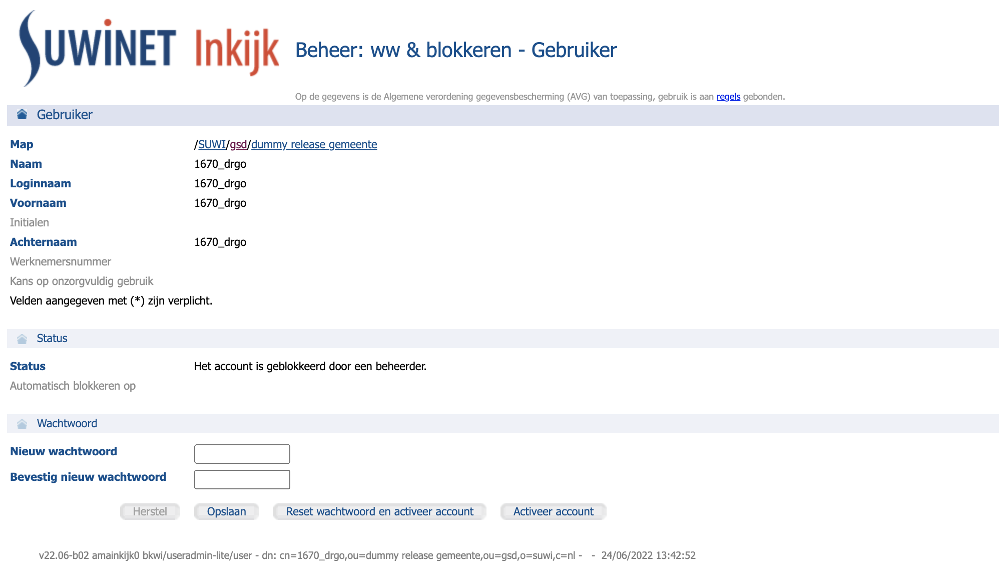 SUWINET Inkijk
Beheer: ww & blokkeren - Gebruiker
Op de gegevens is de Algemene verordening gegevensbescherming (AVG) van toepassing, gebruik is aan regels gebonden.
Gebruiker
Map /SUWI/gsd/dummy release gemeente
Naam 1670_drgo
Loginnaam 1670_drgo
Voornaam 1670_drgo
Initialen
Achternaam 1670_drgo
Werknemersnummer
Kans op onzorgvuldig gebruik
Velden aangegeven met (*) zijn verplicht.
Status
Status Het account is geblokkeerd door een beheerder.
Automatisch blokkeren op
Wachtwoord
Nieuw wachtwoord
Bevestig nieuw wachtwoord
Herstel Opslaan Reset wachtwoord en activeer account Activeer account
v22.06-b02 amainkijk0 bkwi/useradmin-lite/user - dn: cn=1670_drgo,ou=dummy release gemeente,ou=gsd,o=suwi,c=nl - - 24/06/2022 13:42:52